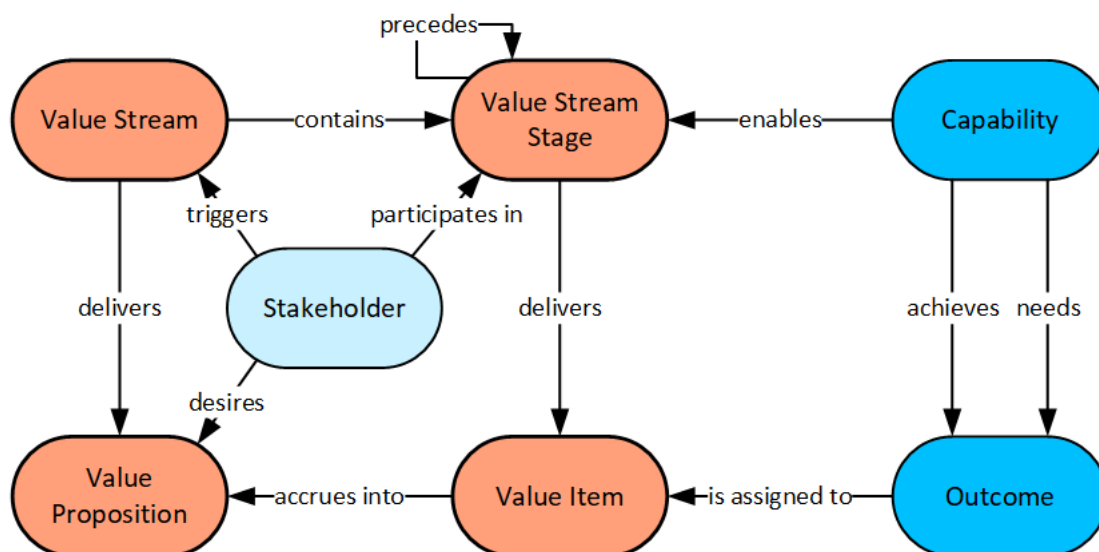 precedes
Value Stream
contains
Value Stream
Stage
enables
Capability
triggers
participates in
Stakeholder
delivers
delivers
achieves
needs
desires
Value
Proposition
accrues into
Value Item
is assigned to
Outcome